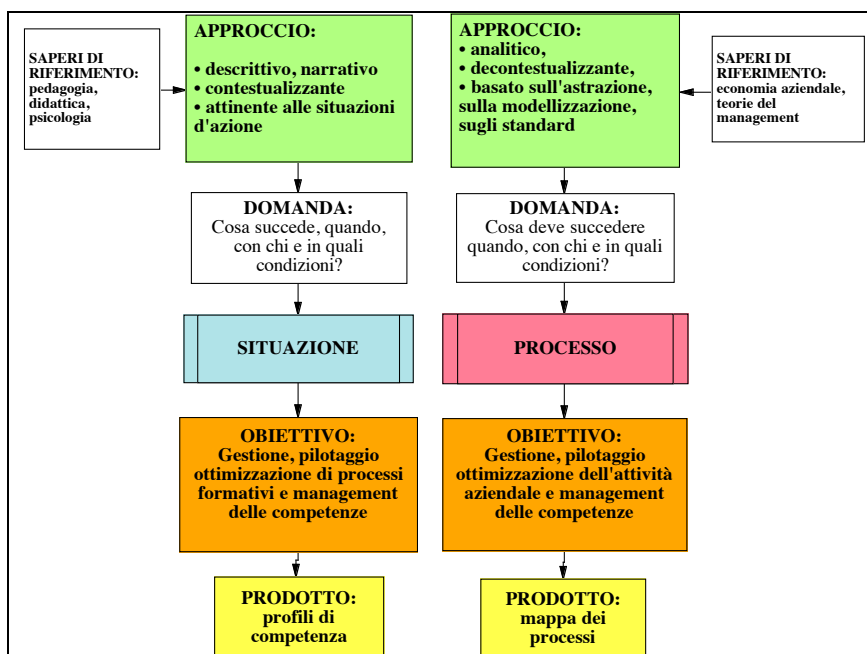 SAPERI DI
RIFERIMENTO:
pedagogia,
didattica,
psicologia
APPROCCIO:
• descrittivo, narrativo
• contestualizzante
• attinente alle situazioni
d'azione
APPROCCIO:
• analitico,
• decontestualizzante,
• basato sull'astrazione,
sulla modellizzazione,
sugli standard
SAPERI DI
RIFERIMENTO:
economia aziendale,
teorie del
management
DOMANDA:
Cosa succede, quando,
con chi e in quali
condizioni?
DOMANDA:
Cosa deve succedere
quando, con chi e in quali
condizioni?
SITUAZIONE
PROCESSO
OBIETTIVO:
Gestione, pilotaggio
ottimizzazione di processi
formativi e management
delle competenze
OBIETTIVO:
Gestione, pilotaggio
ottimizzazione dell'attività
aziendale e management
delle competenze
PRODOTTO:
profili di
competenza
PRODOTTO:
mappa dei
processi